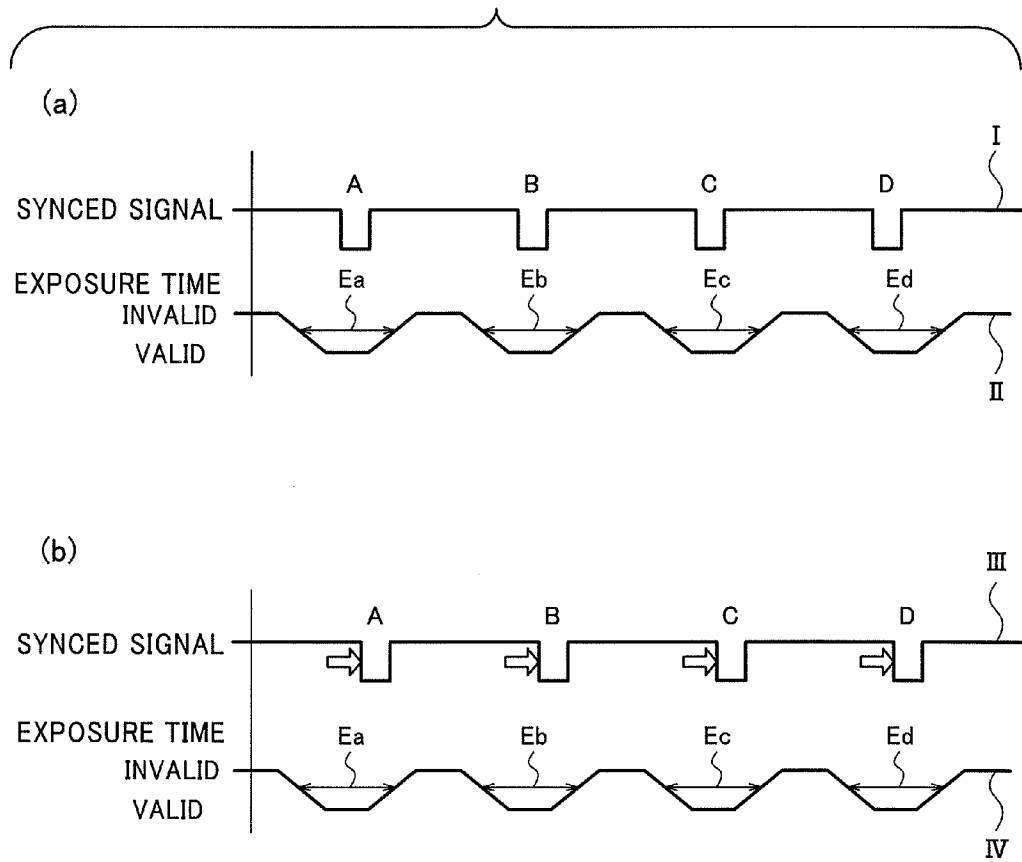 (a)
I
A B C D
SYNCED SIGNAL
EXPOSURE TIME
Ea Eb Ec Ed
INVALID
VALID
II
(b)
III
A B C D
SYNCED SIGNAL
EXPOSURE TIME
Ea Eb Ec Ed
INVALID
VALID
IV